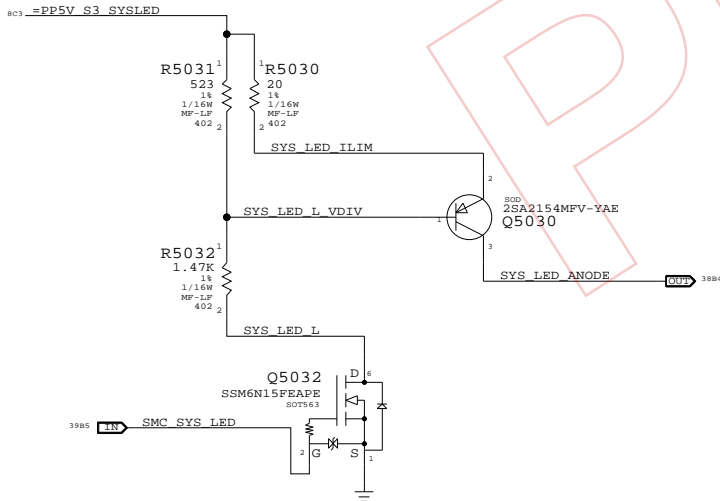 8C3 =PP5V_S3_SYSLED
R5031 1
523
1%
1/16W
MF-LF
402
2
1 R5030
20
1%
1/16W
MF-LF
402
2
SYS_LED_ILIM
2
SOD
2SA2154MFV-YAE
Q5030
SYS_LED_L_VDIV
1
3
R5032 1
1.47K
1%
1/16W
MF-LF
402
2
SYS_LED_ANODE
OUT 38B4
SYS_LED_L
Q5032
SSM6N15FEAPE
SOT563
D 6
39B5 IN SMC_SYS_LED
2 G S 1